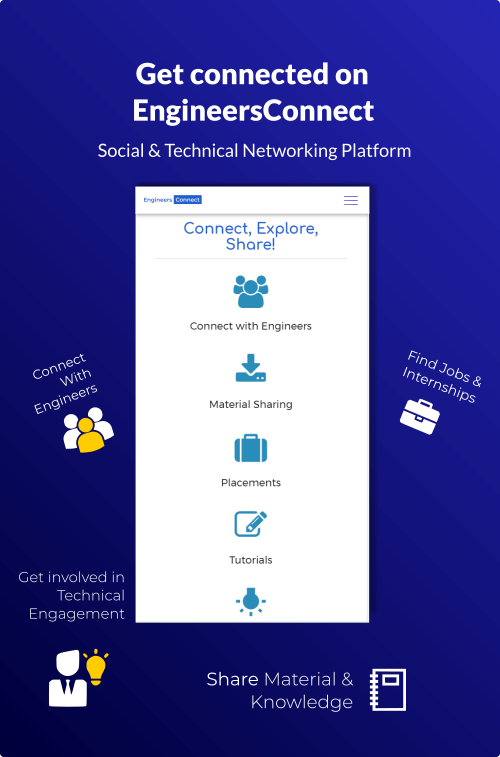 Get connected on
EngineersConnect
Social & Technical Networking Platform
Engineers Connect
Connect, Explore,
Share!
Connect with Engineers
Material Sharing
Placements
Tutorials
Connect
With
Engineers
Find Jobs &
Internships
Get involved in
Technical
Engagement
Share Material &
Knowledge